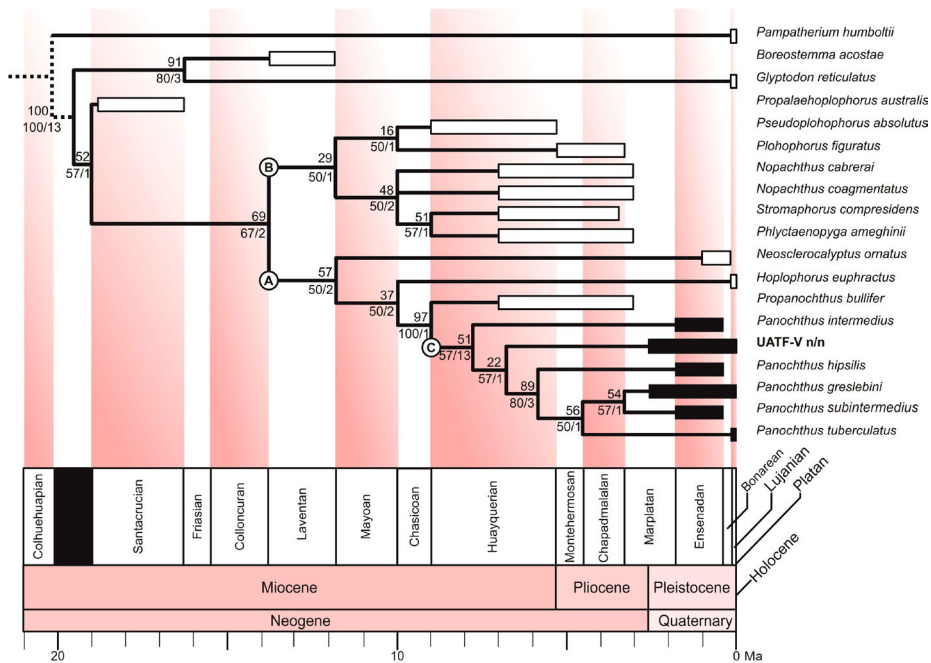 Pampatherium humboltii
Boreostemma acostae
91
80/3
Glyptodon reticulatus
Propalaehoplophorus australis
100
100/13
Pseudoplohophorus absolutus
16
50/1
Plohophorus figuratus
52
57/1
B
29
50/1
Nopachthus cabrerai
48
50/2
Nopachthus coagmentatus
Stromaphorus compresidens
51
57/1
69
67/2
Phlyctaenopyga ameghinii
Neosclerocalyptus ornatus
A
57
50/2
Hoplophorus euphractus
37
50/2
Propanochthus bullifer
97
100/1
Panochthus intermedius
C
51
57/13
UATF-V n/n
22
57/1
Panochthus hipsilis
89
80/3
Panochthus greslebini
54
57/1
Panochthus subintermedius
56
50/1
Panochthus tuberculatus
Colhuehuapian
Santacrucian
Friasian
Colloncuran
Laventan
Mayoan
Chasicoan
Huayquerian
Montehermosan
Chapadmalalan
Marplatan
Ensenadan
Bonarean
Lujanian
Platan
Holocene
Miocene
Pliocene
Pleistocene
Neogene
Quaternary
20
10
0 Ma